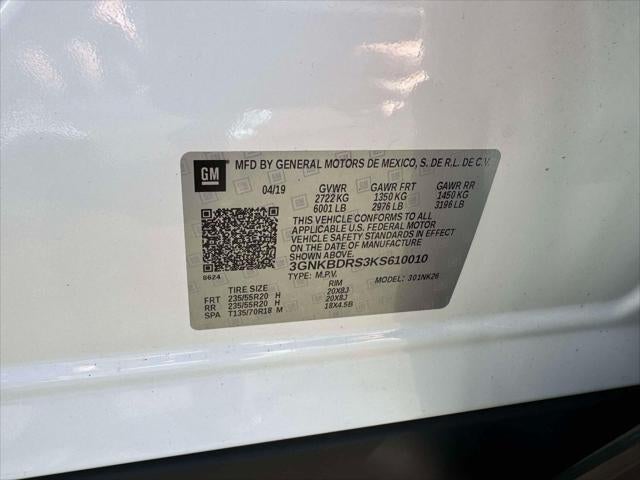 GM
MFD BY GENERAL MOTORS DE MEXICO, S. DE R.L. DE C.V.
04/19 GVWR GAWR FRT GAWR RR
2722 KG 1350 KG 1450 KG
6001 LB 2976 LB 3196 LB
THIS VEHICLE CONFORMS TO ALL
APPLICABLE U.S. FEDERAL MOTOR
VEHICLE SAFETY AND THEFT
PREVENTION STANDARDS IN EFFECT
ON THE DATE OF MANUFACTURE
SHOWN ABOVE.
3GNKBDRS3KS610010
8624
TYPE: M.P.V. MODEL: 301NK26
TIRE SIZE RIM
FRT 235/55R20 H 20X8J
RR 235/55R20 H 20X8J
SPA T135/70R18 M 18X4.5B